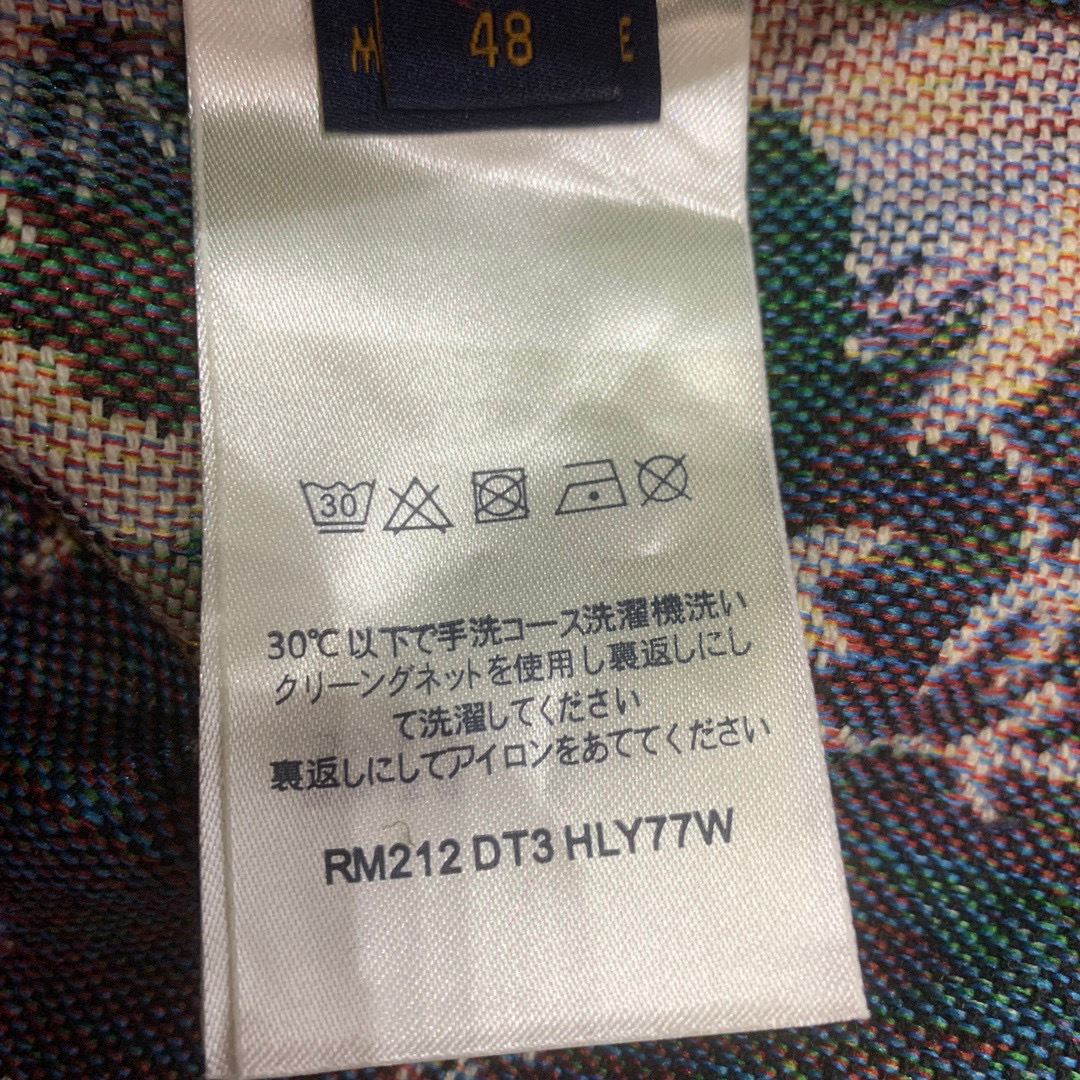 M 48 E
30
30℃以下で手洗コース洗濯機洗い
クリーングネットを使用し裏返しにし
て洗濯してください
裏返しにしてアイロンをあててください
RM212 DT3 HLY77W